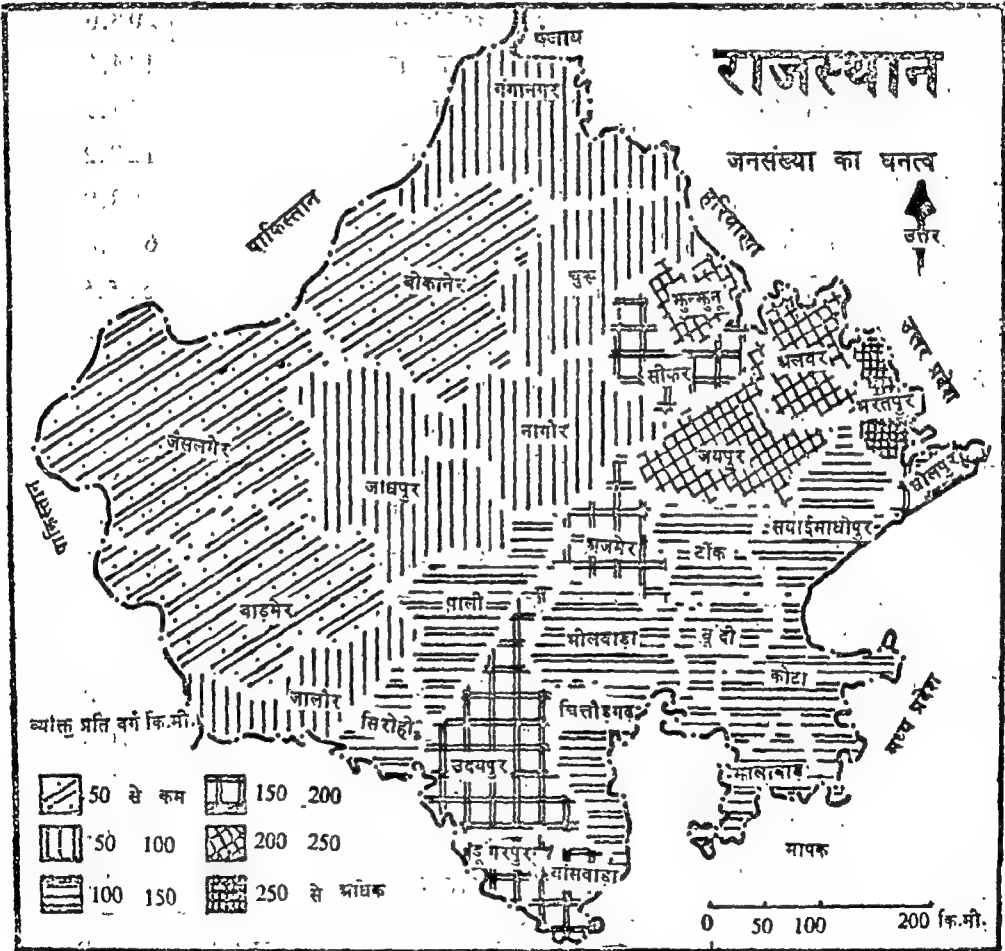 पंजाब
राजस्थान
गंगानगर
जनसंख्या का घनत्व
पाकिस्तान
हरियाणा
उत्तर
बीकानेर
चुरू
झुन्झुनू
सीकर
अलवर
उत्तर प्रदेश
भरतपुर
जैसलमेर
नागौर
जयपुर
धौलपुर
पाकिस्तान
जोधपुर
सवाईमाधोपुर
अजमेर
टोंक
बाड़मेर
पाली
भीलवाडा
बूंदी
कोटा
जालौर
सिरोही
चित्तौडगढ़
मध्य प्रदेश
व्यक्ति प्रति वर्ग कि.मी.
उदयपुर
झालावाड़
50 से कम
150 200
50 100
200 250
डूंगरपुर
बांसवाडा
मापक
100 150
250 से अधिक
0 50 100 200 कि.मी.